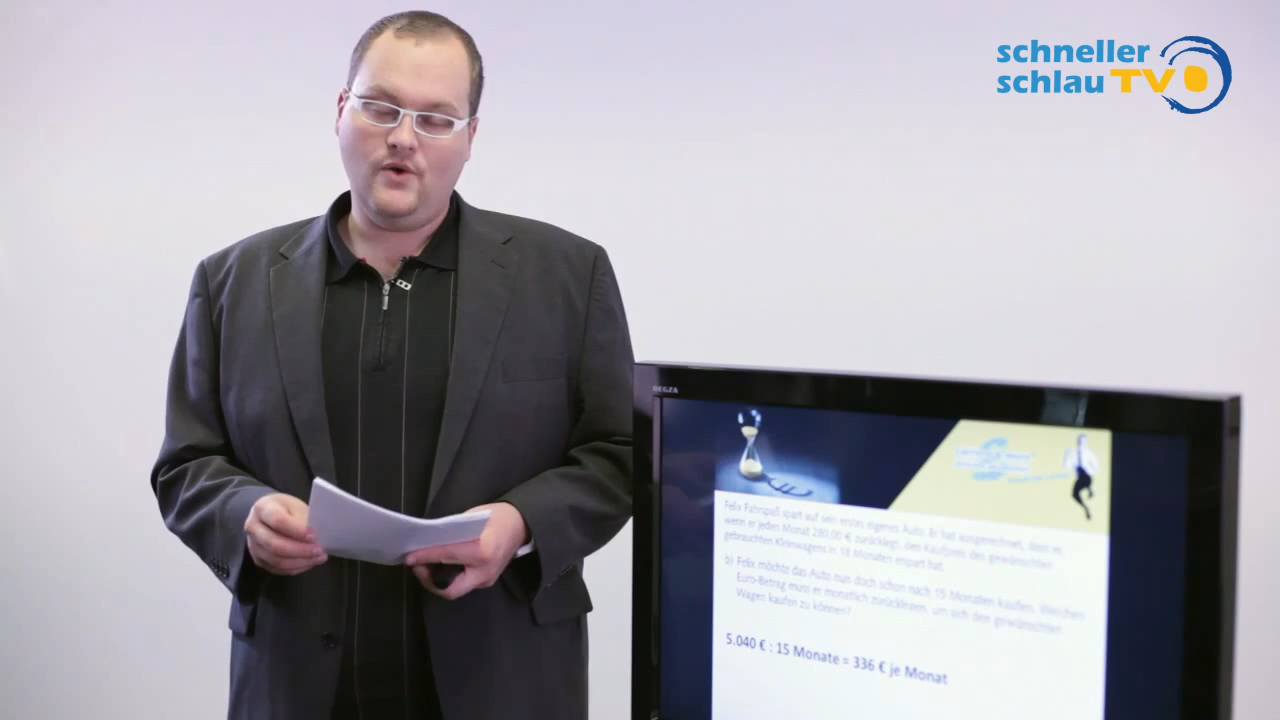 schneller
schlau TV
Felix Fahrspaß spart auf sein erstes eigenes Auto. Er hat ausgerechnet, dass er,
wenn er jeden Monat 280,00 € zurücklegt, den Kaufpreis des gewünschten
gebrauchten Kleinwagens in 18 Monaten erspart hat.
b) Felix möchte das Auto nun doch schon nach 15 Monaten kaufen. Welchen
Euro-Betrag muss er monatlich zurücklegen, um sich den gewünschten
Wagen kaufen zu können?
5.040 € : 15 Monate = 336 € je Monat